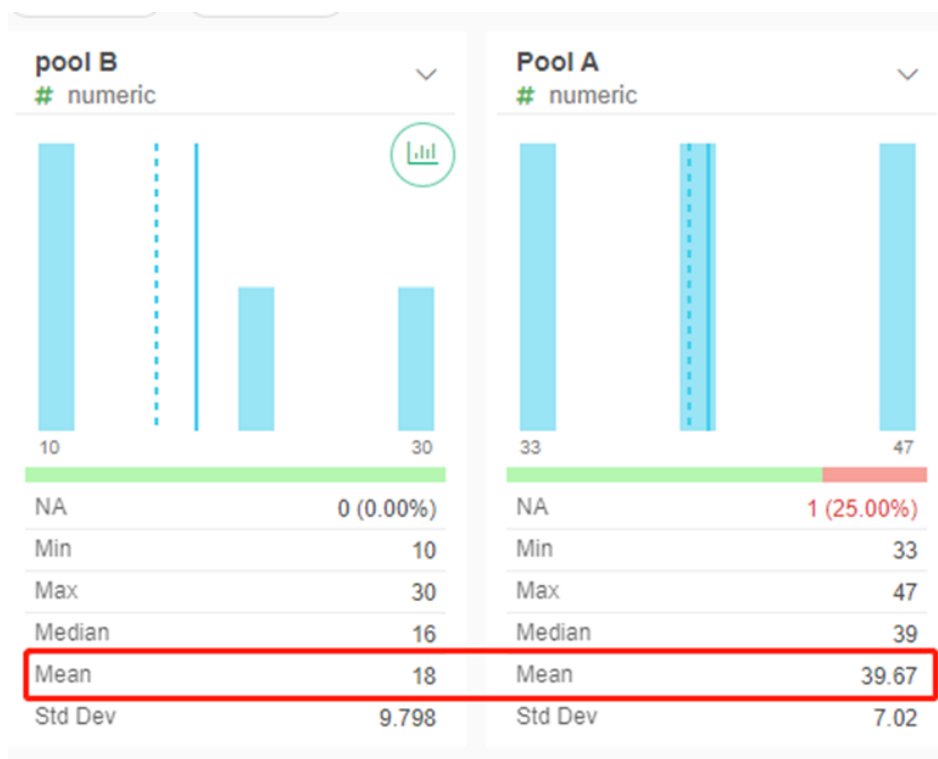 pool B
# numeric
10 30
NA 0 (0.00%)
Min 10
Max 30
Median 16
Mean 18
Std Dev 9.798
Pool A
# numeric
33 47
NA 1 (25.00%)
Min 33
Max 47
Median 39
Mean 39.67
Std Dev 7.02